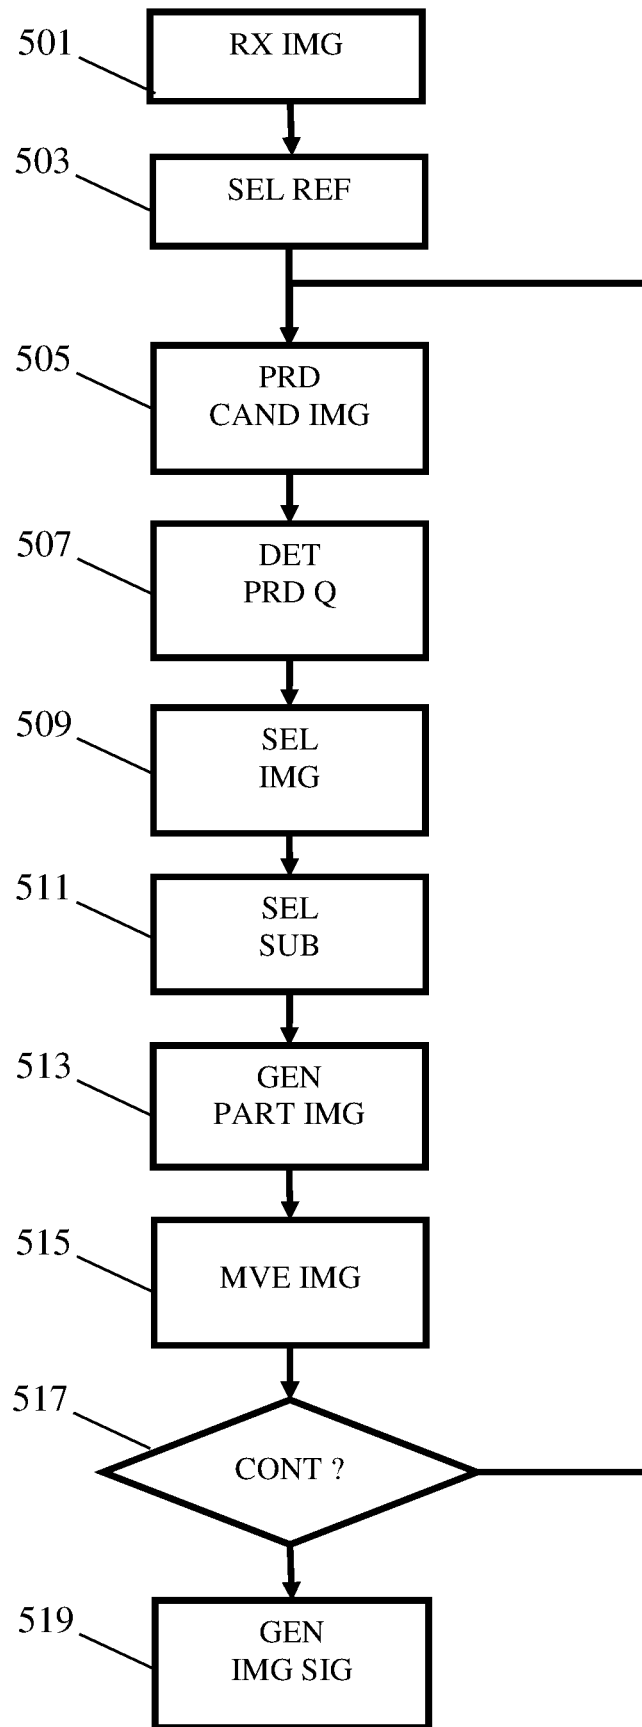 501
RX IMG
503
SEL REF
505
PRD
CAND IMG
507
DET
PRD Q
509
SEL
IMG
511
SEL
SUB
513
GEN
PART IMG
515
MVE IMG
517
CONT ?
519
GEN
IMG SIG